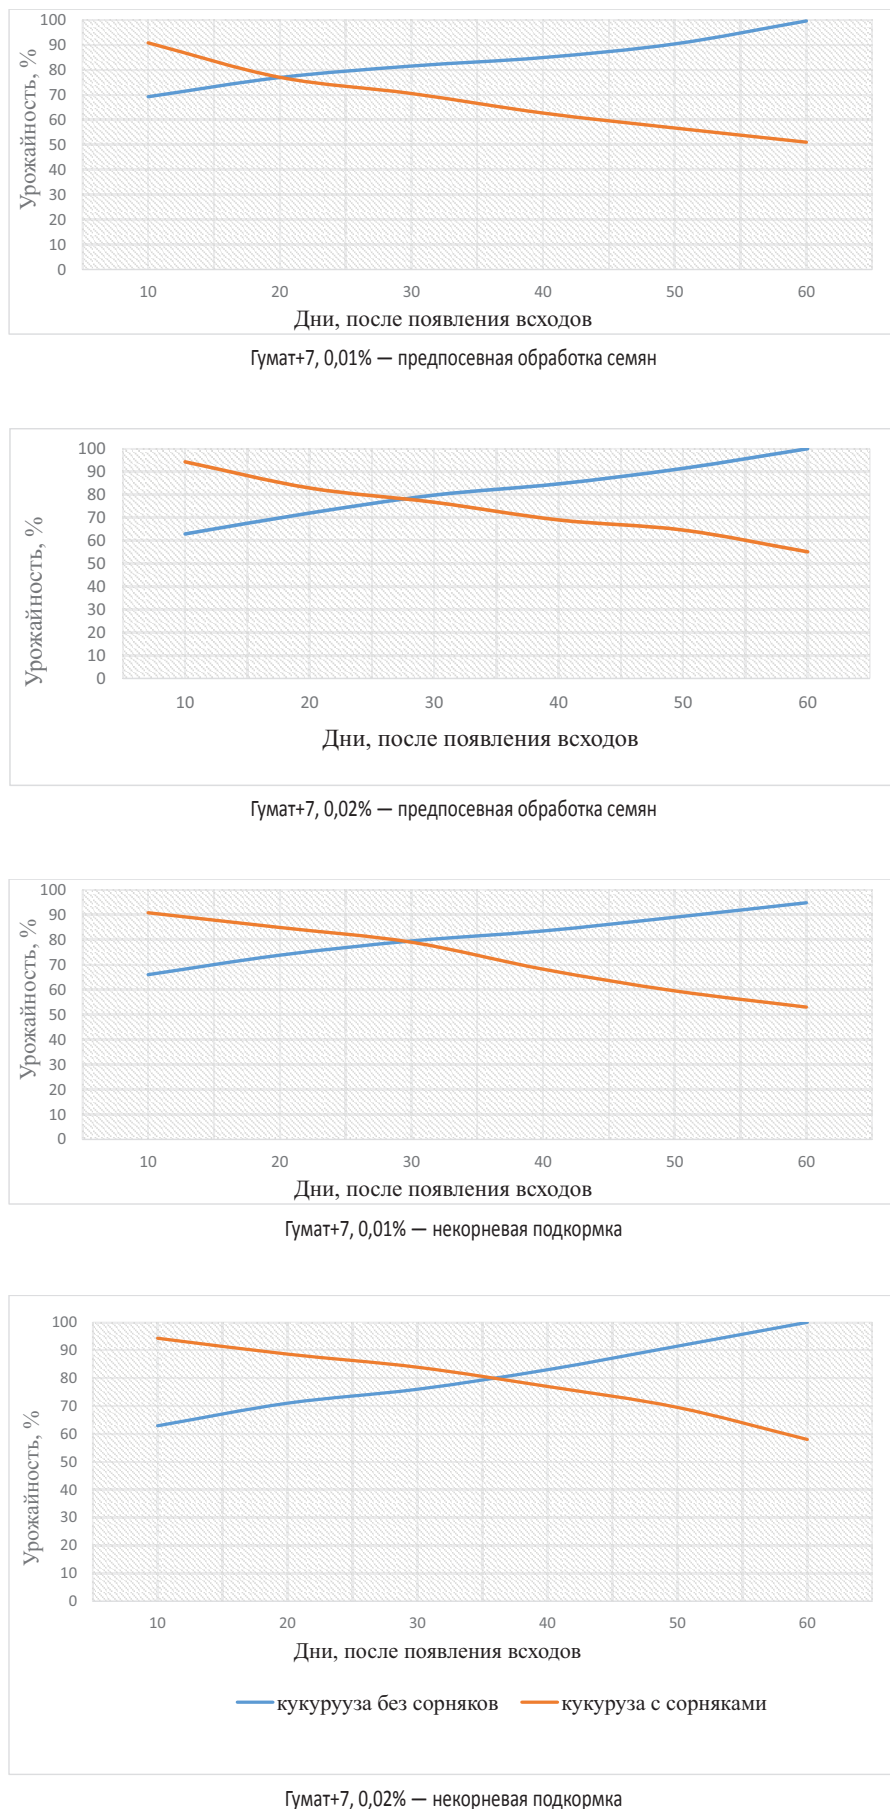 100
90
80
70
60
50
40
30
20
10
0
Урожайность, %
10 20 30 40 50 60
Дни, после появления всходов
Гумат+7, 0,01% — предпосевная обработка семян
100
90
80
70
60
50
40
30
20
10
0
Урожайность, %
10 20 30 40 50 60
Дни, после появления всходов
Гумат+7, 0,02% — предпосевная обработка семян
100
90
80
70
60
50
40
30
20
10
0
Урожайность, %
10 20 30 40 50 60
Дни, после появления всходов
Гумат+7, 0,01% — некорневая подкормка
100
90
80
70
60
50
40
30
20
10
0
Урожайность, %
10 20 30 40 50 60
Дни, после появления всходов
кукурууза без сорняков кукуруза с сорняками
Гумат+7, 0,02% — некорневая подкормка